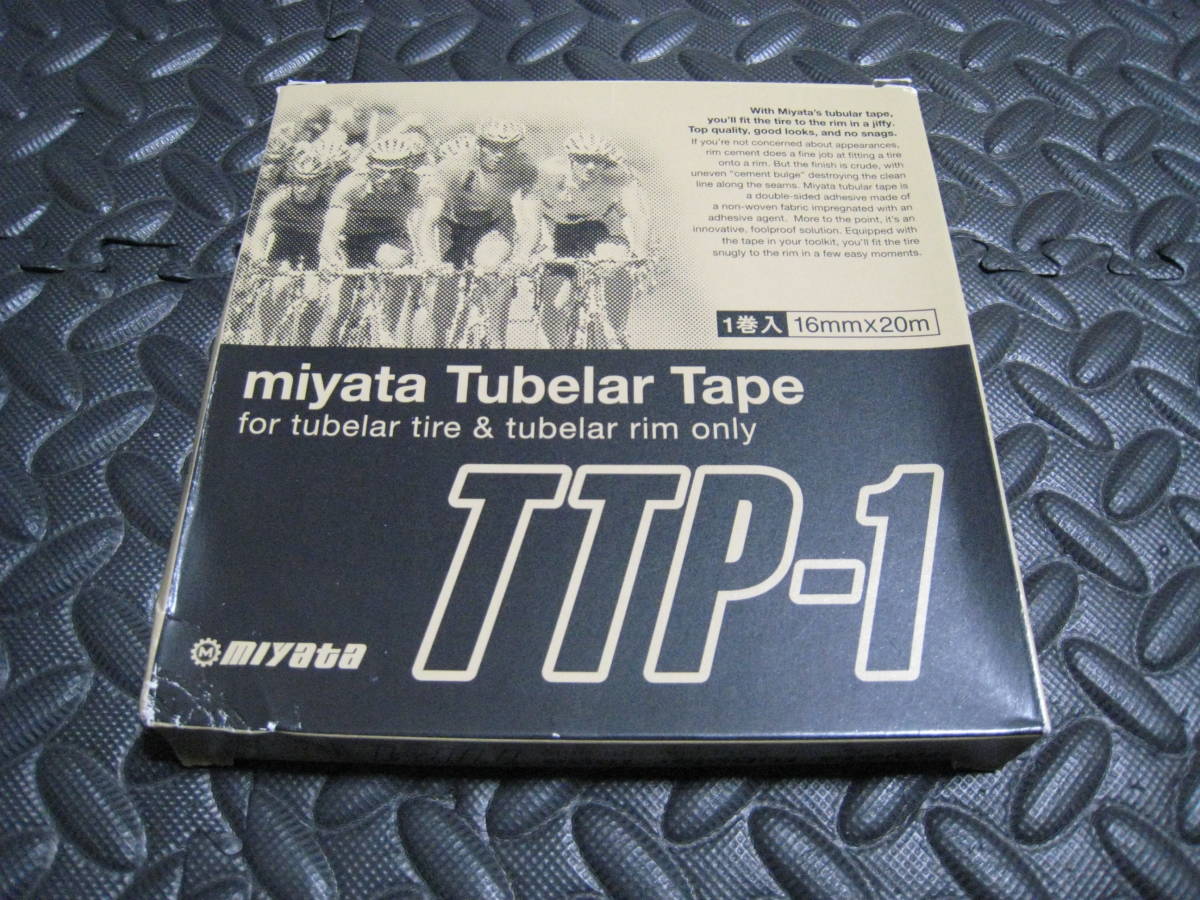 With Miyata's tubular tape,
you'll fit the tire to the rim in a jiffy.
Top quality, good looks, and no snags.
If you're not concerned about appearances,
rim cement does a fine job at fitting a tire
onto a rim. But the finish is crude, with
uneven "cement bulge" destroying the clean
line along the seams. Miyata tubular tape is
a double-sided adhesive made of
a non-woven fabric impregnated with an
adhesive agent. More to the point, it's an
innovative, foolproof solution. Equipped with
the tape in your toolkit, you'll fit the tire
snugly to the rim in a few easy moments.
1巻入 16mmx20m
miyata Tubelar Tape
for tubelar tire & tubelar rim only
TTP-1
M miyata